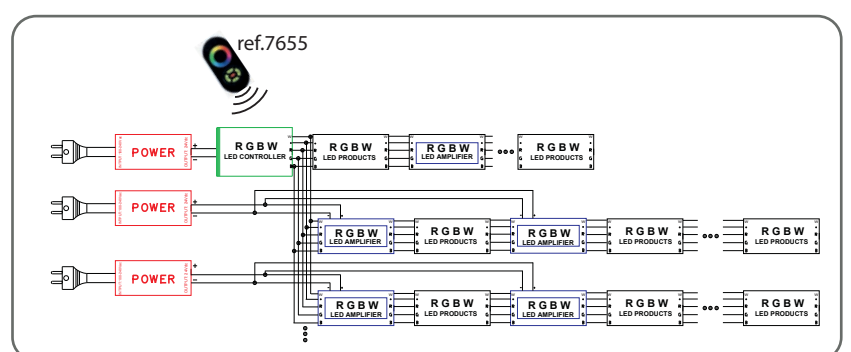 ref.7655
POWER
+
−
RGBW
LED CONTROLLER
RGBW
LED PRODUCTS
RGBW
LED AMPLIFIER
RGBW
LED PRODUCTS
POWER
+
−
RGBW
LED AMPLIFIER
RGBW
LED PRODUCTS
RGBW
LED AMPLIFIER
RGBW
LED PRODUCTS
RGBW
LED PRODUCTS
POWER
+
−
RGBW
LED AMPLIFIER
RGBW
LED PRODUCTS
RGBW
LED AMPLIFIER
RGBW
LED PRODUCTS
RGBW
LED PRODUCTS